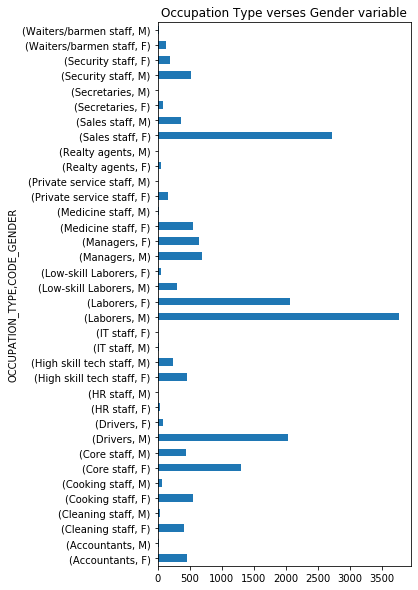 Occupation Type verses Gender variable
OCCUPATION_TYPE,CODE_GENDER
(Waiters/barmen staff, M)
(Waiters/barmen staff, F)
(Security staff, F)
(Security staff, M)
(Secretaries, M)
(Secretaries, F)
(Sales staff, M)
(Sales staff, F)
(Realty agents, M)
(Realty agents, F)
(Private service staff, M)
(Private service staff, F)
(Medicine staff, M)
(Medicine staff, F)
(Managers, F)
(Managers, M)
(Low-skill Laborers, F)
(Low-skill Laborers, M)
(Laborers, F)
(Laborers, M)
(IT staff, F)
(IT staff, M)
(High skill tech staff, M)
(High skill tech staff, F)
(HR staff, M)
(HR staff, F)
(Drivers, F)
(Drivers, M)
(Core staff, M)
(Core staff, F)
(Cooking staff, M)
(Cooking staff, F)
(Cleaning staff, M)
(Cleaning staff, F)
(Accountants, M)
(Accountants, F)
0 500 1000 1500 2000 2500 3000 3500